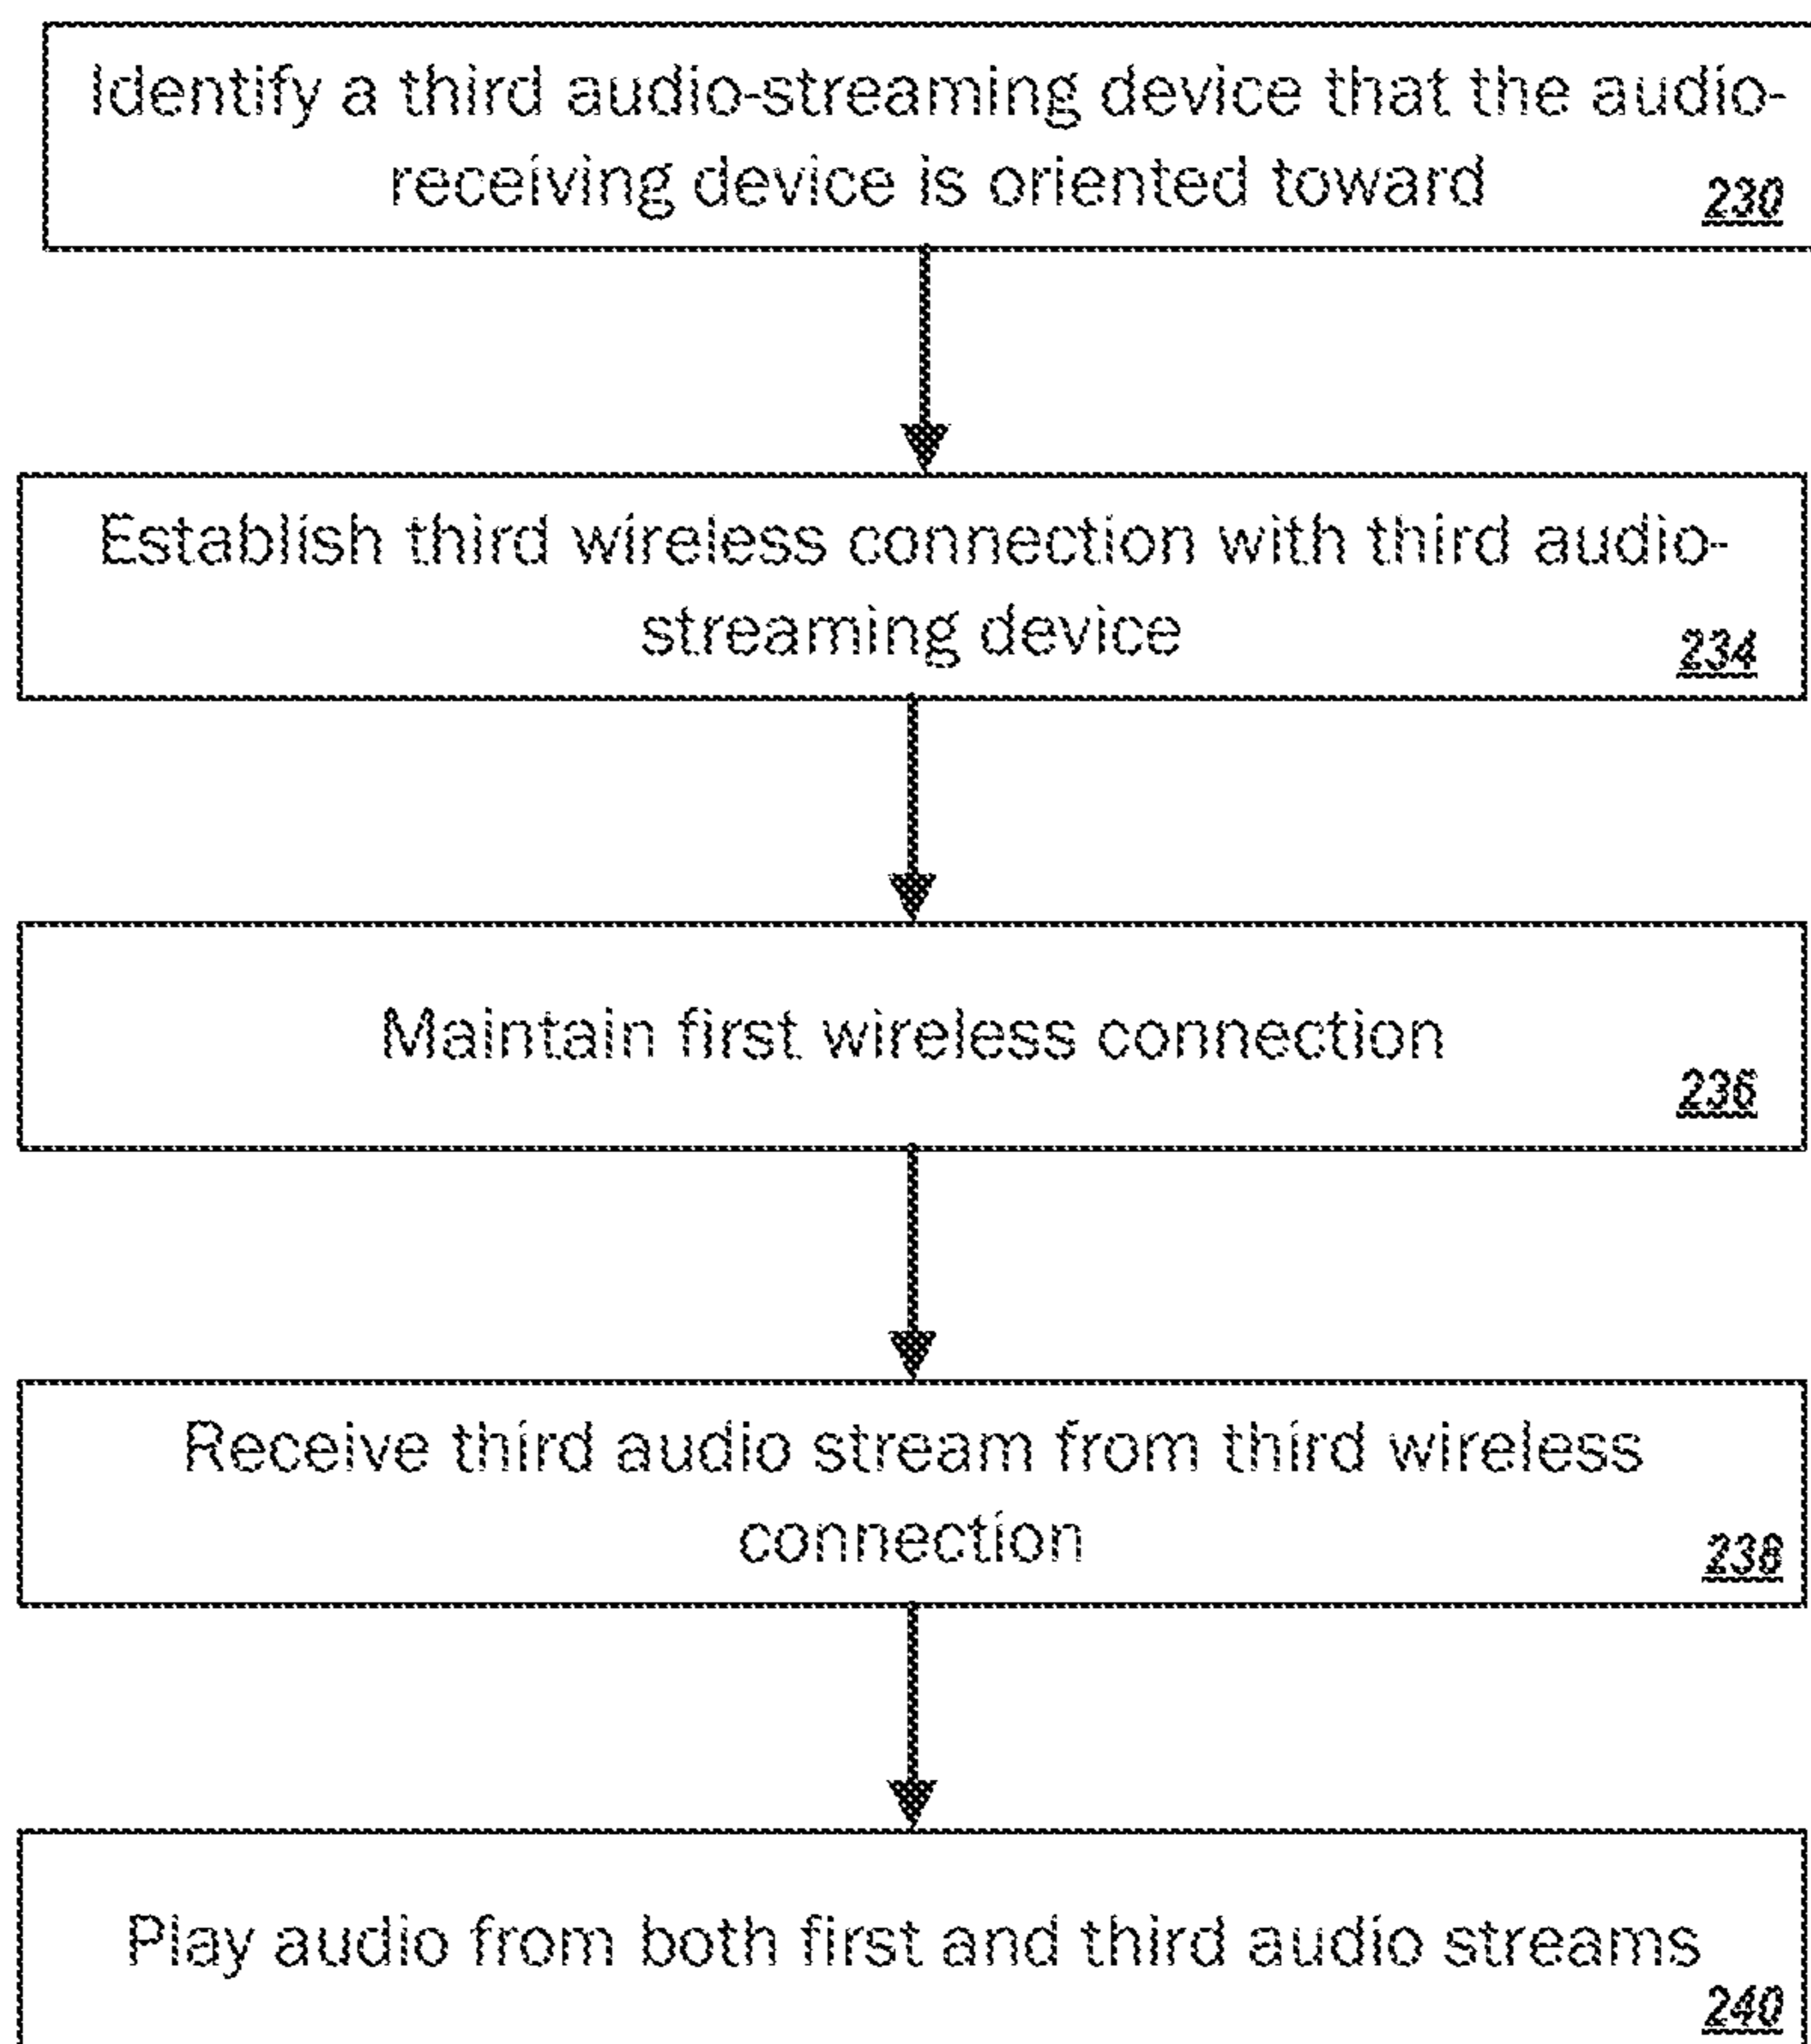 Identify a third audio-streaming device that the audio-
receiving device is oriented toward
230
Establish third wireless connection with third audio-
streaming device
234
Maintain first wireless connection
236
Receive third audio stream from third wireless
connection
238
Play audio from both first and third audio streams
240